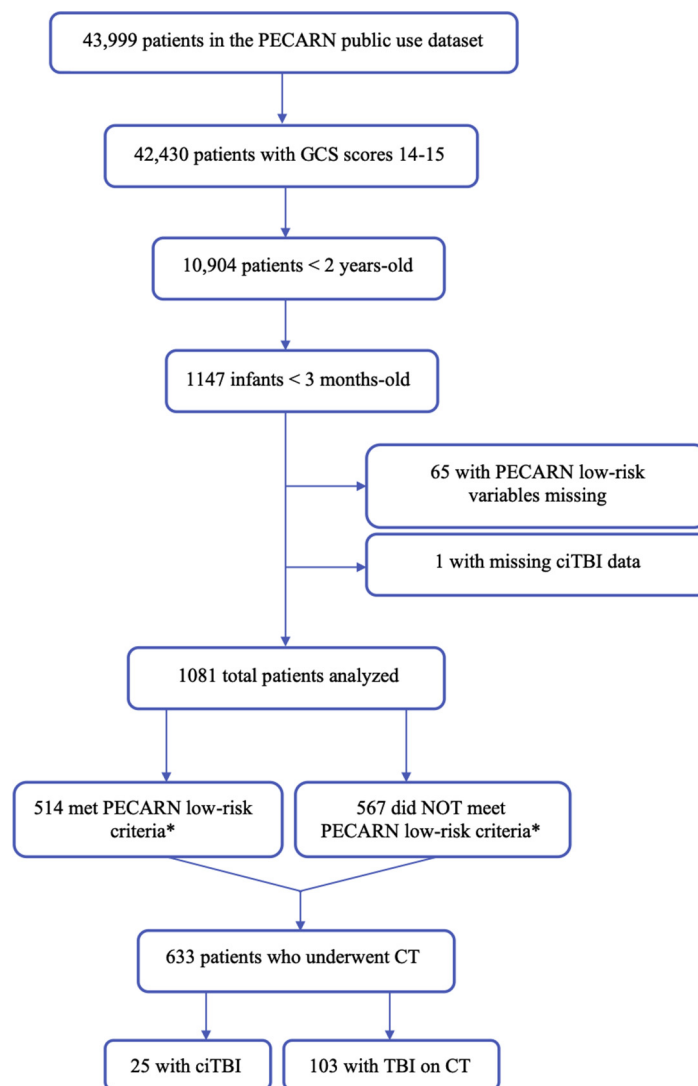 43,999 patients in the PECARN public use dataset
42,430 patients with GCS scores 14-15
10,904 patients < 2 years-old
1147 infants < 3 months-old
65 with PECARN low-risk
variables missing
1 with missing ciTBI data
1081 total patients analyzed
514 met PECARN low-risk
criteria*
567 did NOT meet
PECARN low-risk criteria*
633 patients who underwent CT
25 with ciTBI
103 with TBI on CT